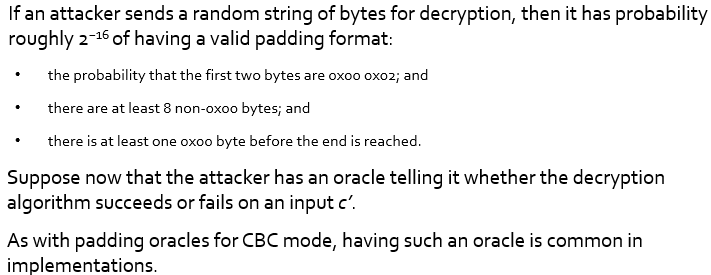 If an attacker sends a random string of bytes for decryption, then it has probability
roughly 2⁻¹⁶ of having a valid padding format:
• the probability that the first two bytes are 0x00 0x02; and
• there are at least 8 non-0x00 bytes; and
• there is at least one 0x00 byte before the end is reached.
Suppose now that the attacker has an oracle telling it whether the decryption
algorithm succeeds or fails on an input c′.
As with padding oracles for CBC mode, having such an oracle is common in
implementations.